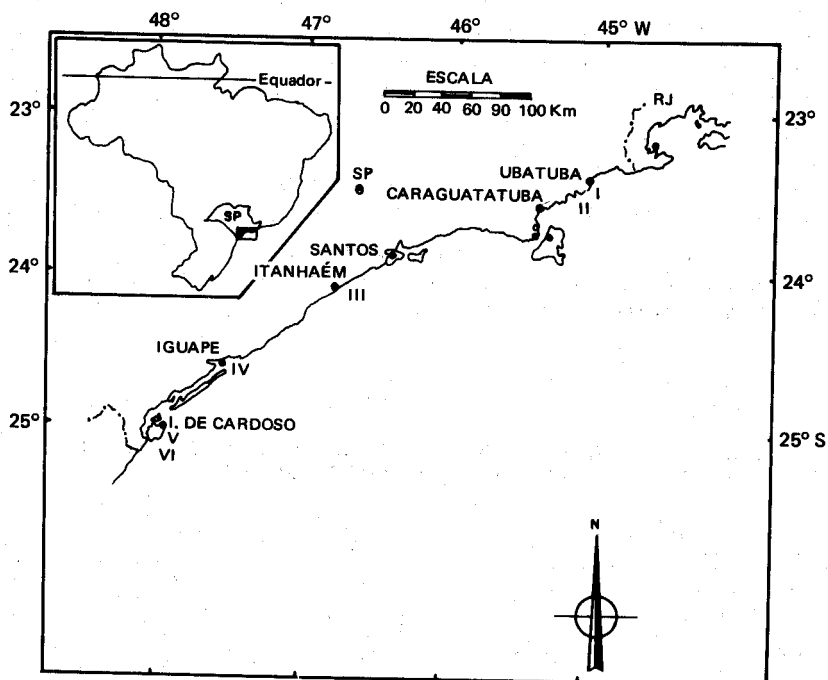 48° 47° 46° 45° W
Equador
ESCALA
0 20 40 60 90 100 Km
RJ
23° 23°
SP
UBATUBA
I
CARAGUATATUBA
II
SP
SANTOS
24° 24°
ITANHAÉM
III
IGUAPE
IV
25° 25° S
I. DE CARDOSO
V
VI
N